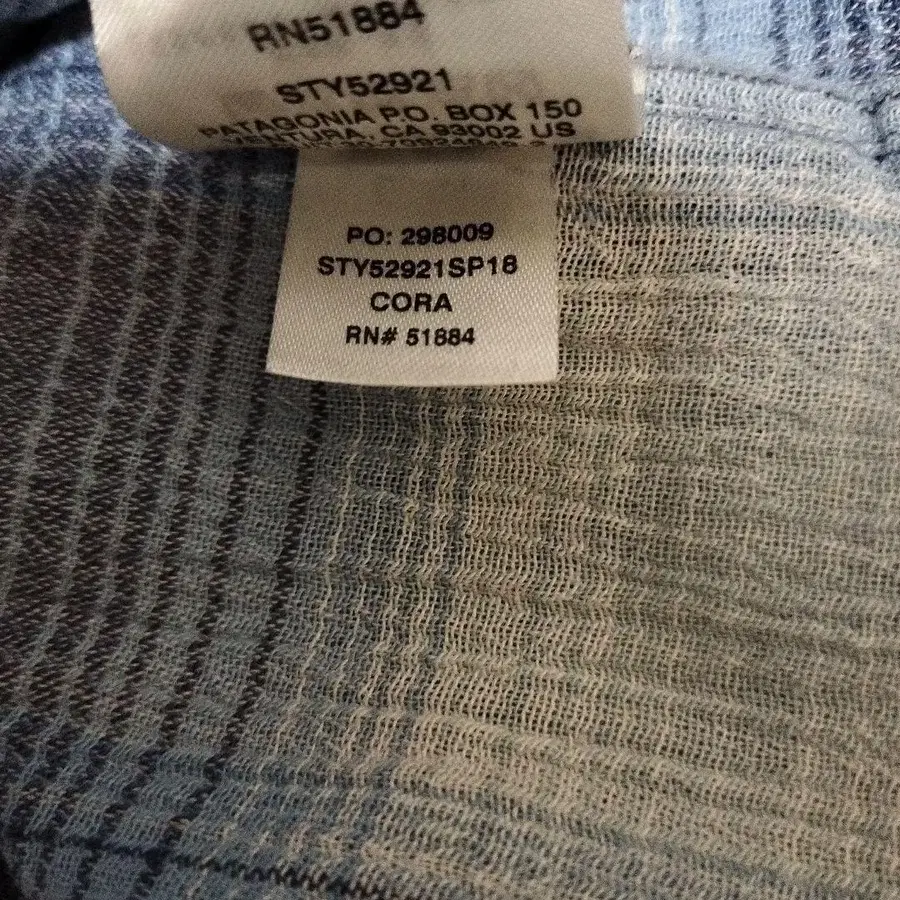 RN51884
STY52921
PATAGONIA P.O. BOX 150
VENTURA, CA 93002 US
PO: 298009
STY52921SP18
CORA
RN# 51884